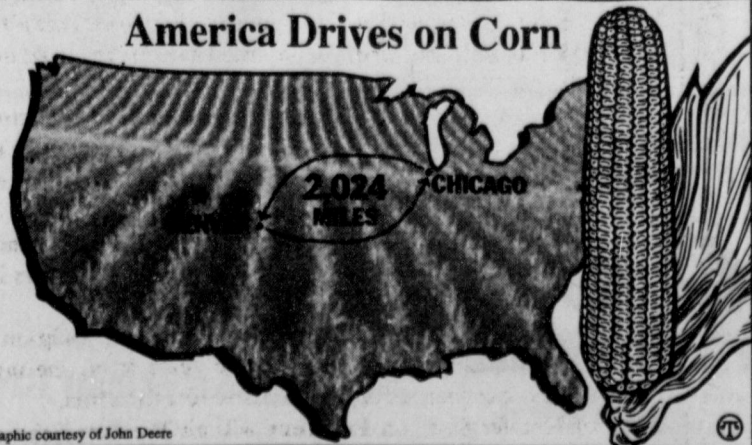 America Drives on Corn
2,024
MILES
CHICAGO
aphic courtesy of John Deere